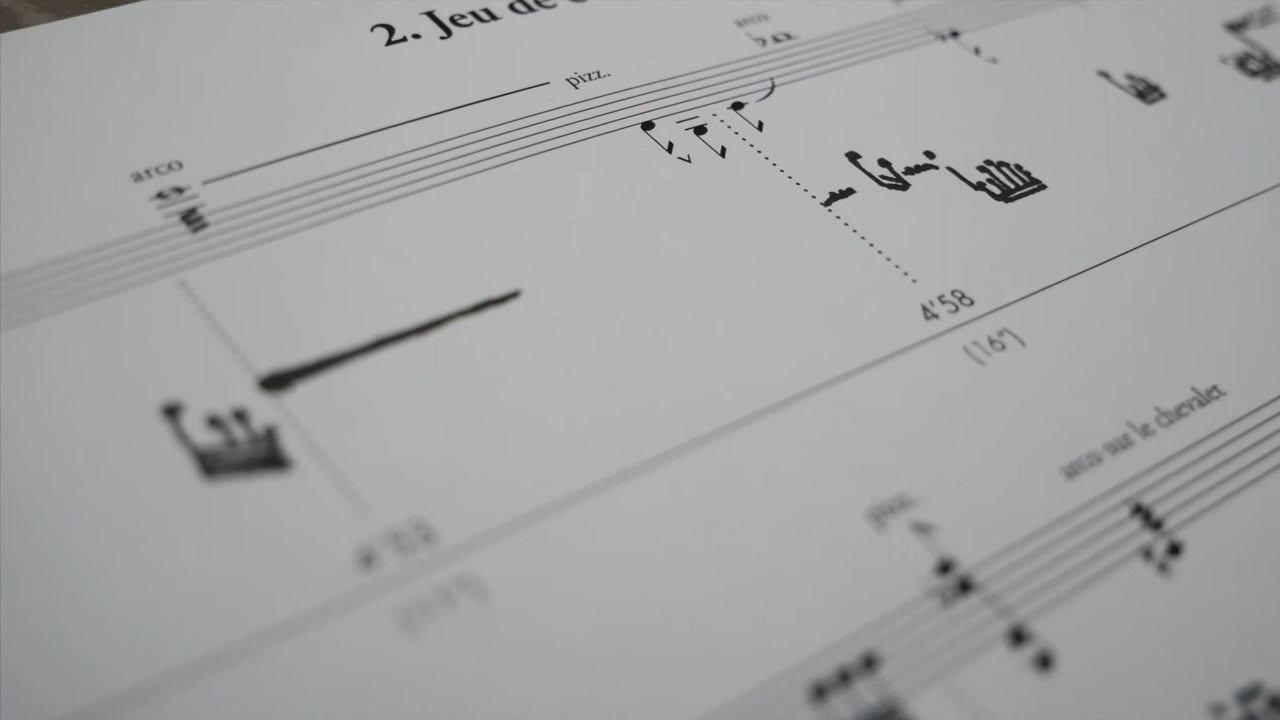 2. Jeu de
arco
pizz.
arco
4'58
(16")
pizz.
arco sur le chevalet